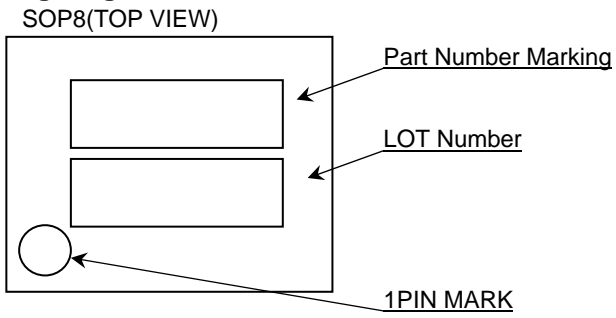 SOP8(TOP VIEW)
Part Number Marking
LOT Number
1PIN MARK